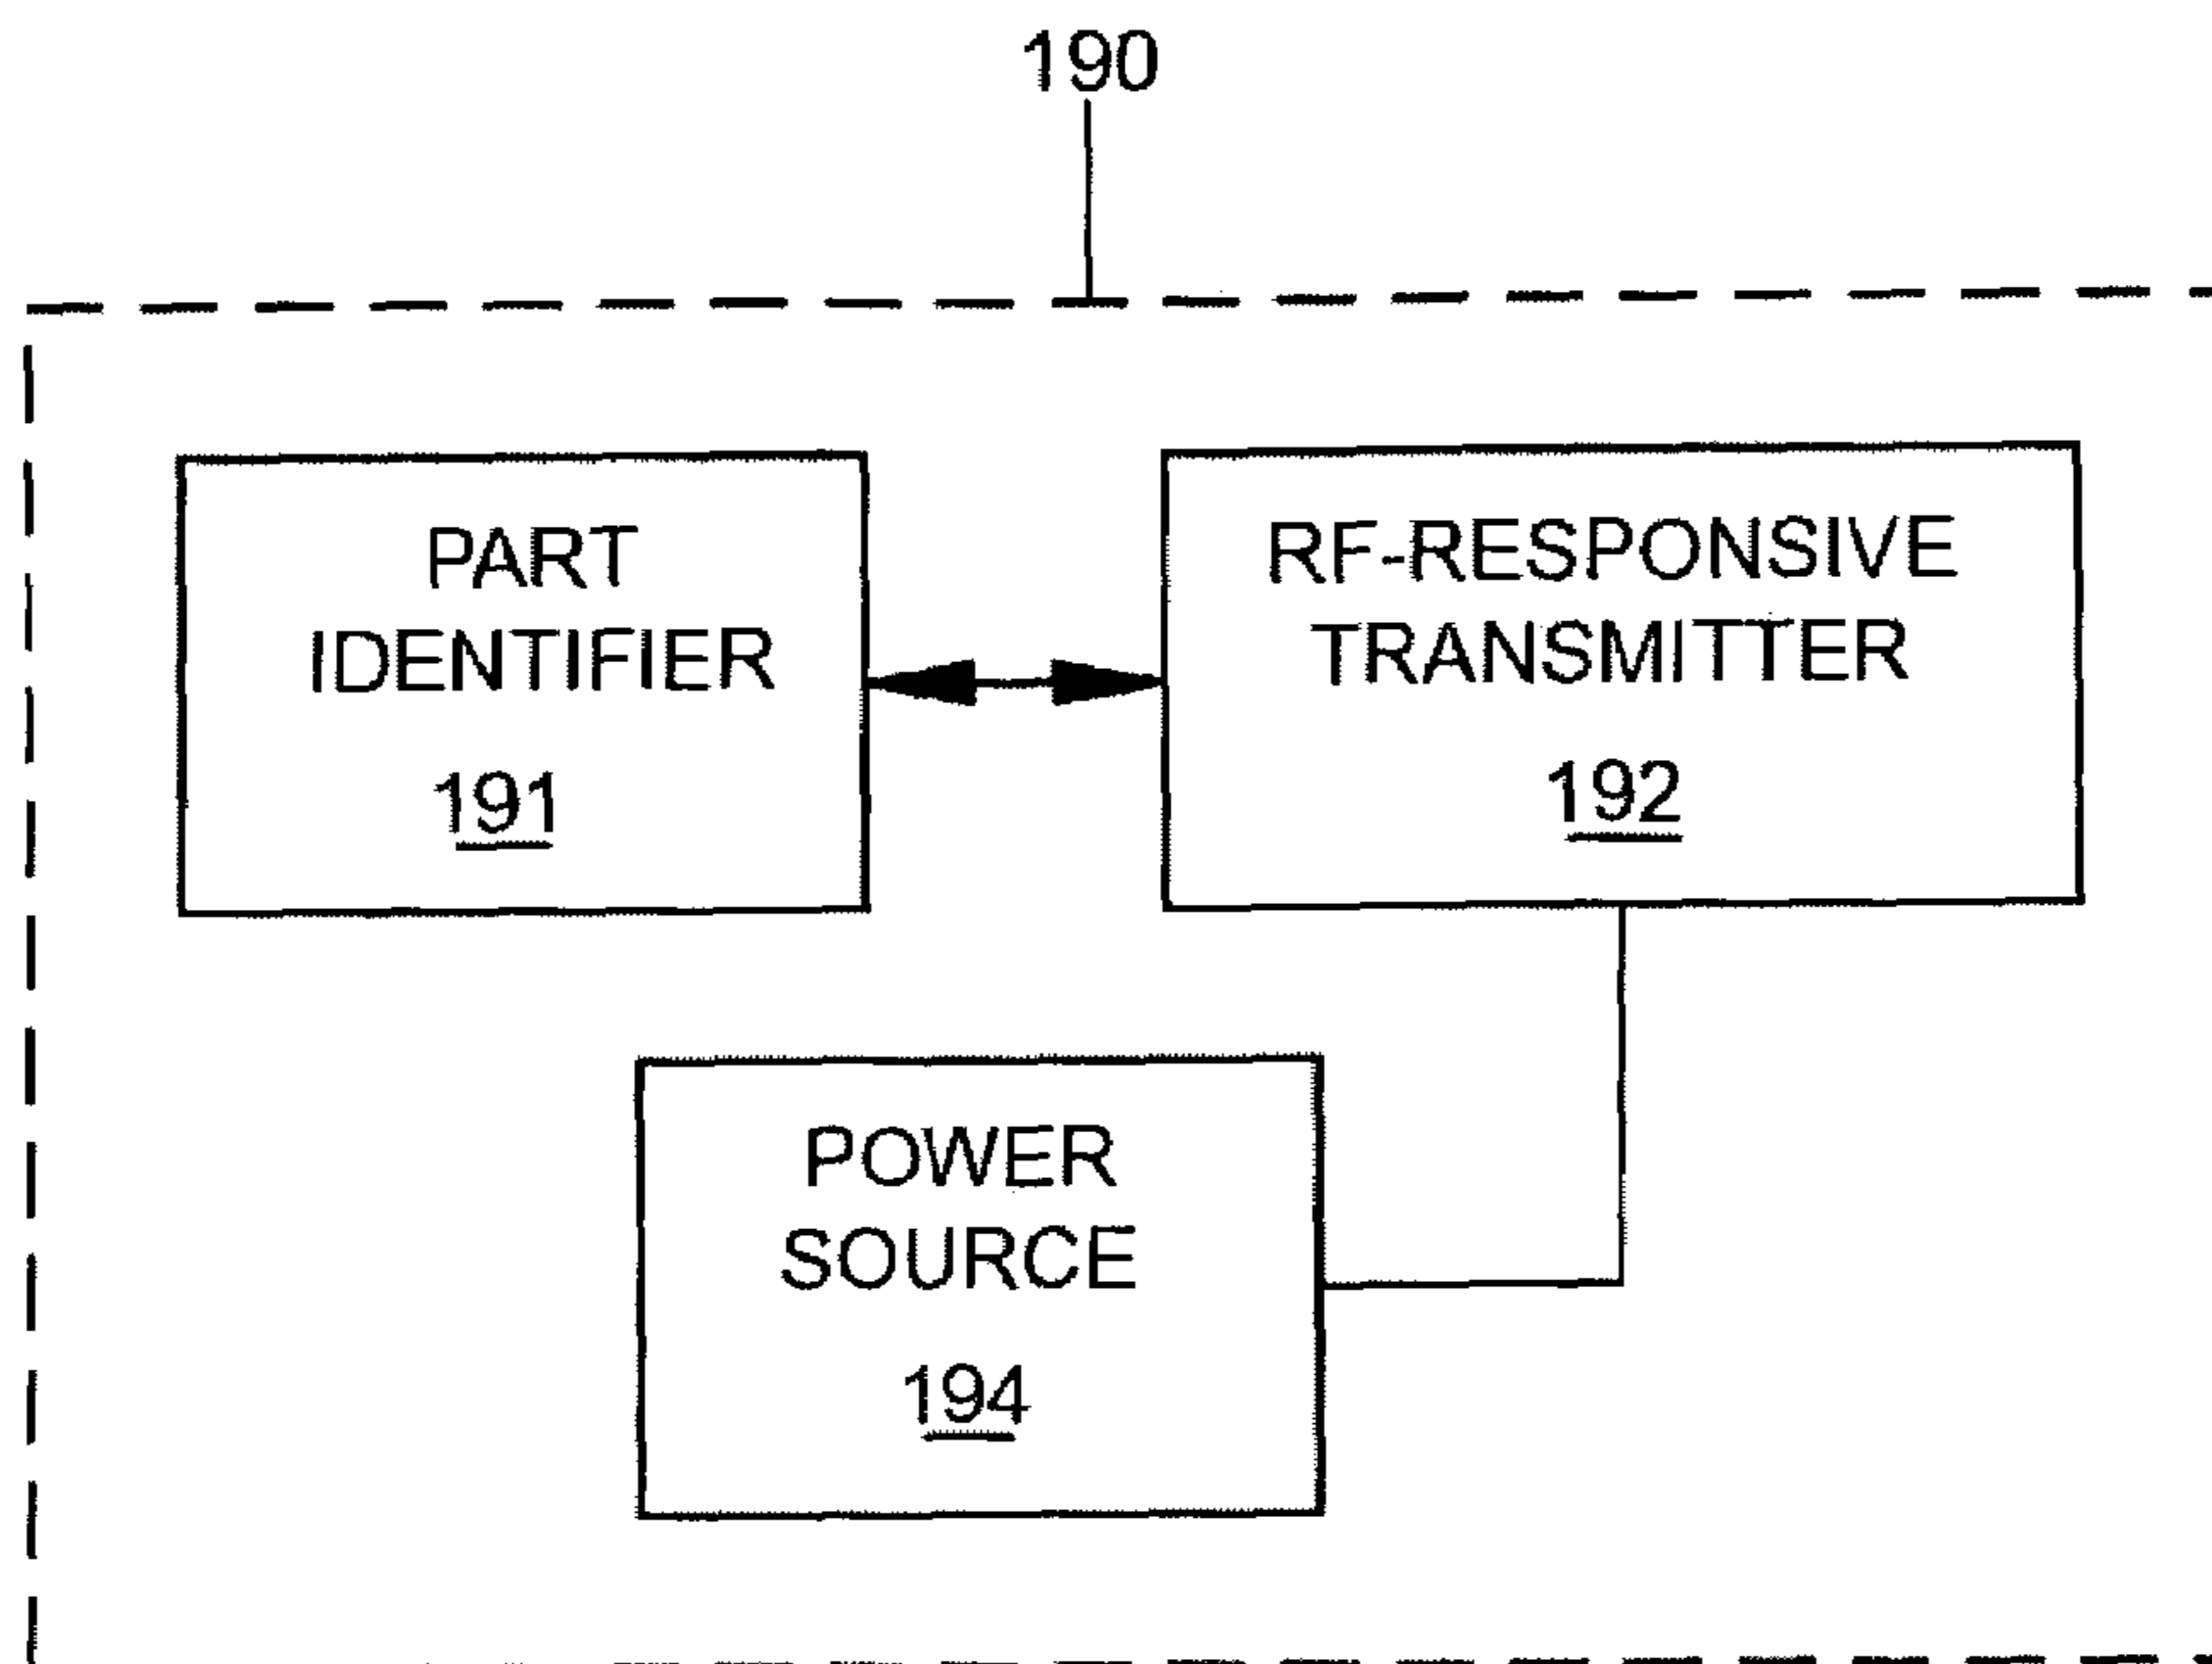 190
PART
IDENTIFIER
191
RF-RESPONSIVE
TRANSMITTER
192
POWER
SOURCE
194